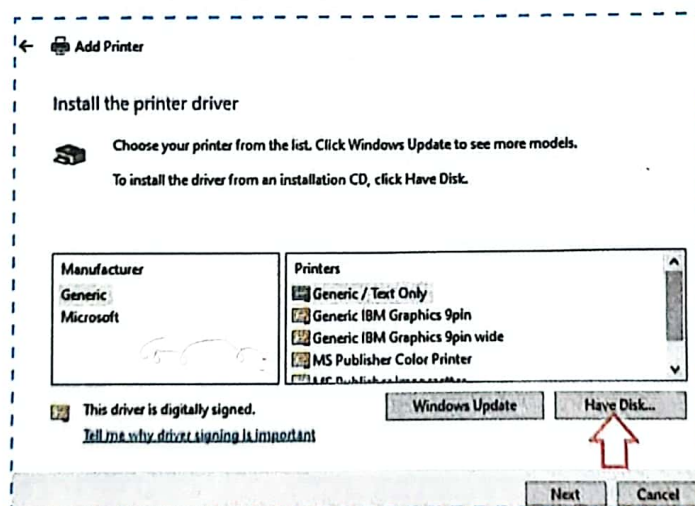 Add Printer
Install the printer driver
Choose your printer from the list. Click Windows Update to see more models.
To install the driver from an installation CD, click Have Disk.
Manufacturer
Generic
Microsoft
Printers
Generic / Text Only
Generic IBM Graphics 9pin
Generic IBM Graphics 9pin wide
MS Publisher Color Printer
This driver is digitally signed.
Tell me why driver signing is important
Windows Update
Have Disk...
Next
Cancel